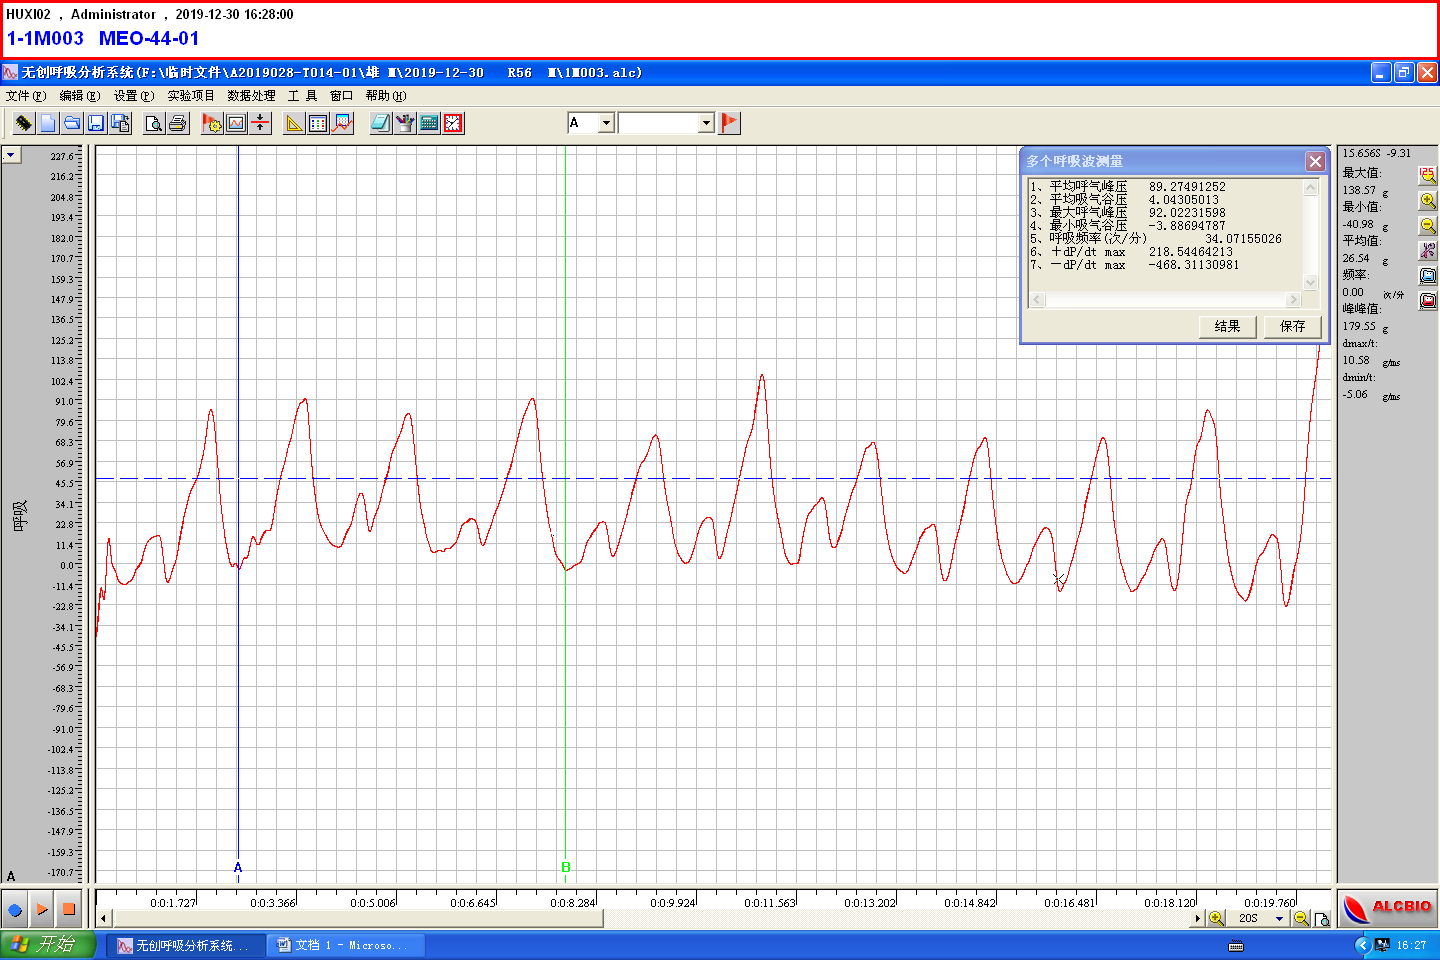 HUXI02 , Administrator , 2019-12-30 16:28:00
1-1M003 MEO-44-01
无创呼吸分析系统(F:\临时文件\A2019028-T014-01\雄 M\2019-12-30 R56 M\1M003.alc)
文件(F) 编辑(E) 设置(P) 实验项目 数据处理 工 具 窗口 帮助(H)
A
227.6
216.2
204.8
193.4
182.0
170.7
159.3
147.9
136.5
125.2
113.8
102.4
91.0
79.6
68.3
56.9
45.5
34.1
22.8
11.4
0.0
-11.4
-22.8
-34.1
-45.5
-56.9
-68.3
-79.6
-91.0
-102.4
-113.8
-125.2
-136.5
-147.9
-159.3
-170.7
呼吸
A
A
B
多个呼吸波测量
1、平均呼气峰压 89.27491252
2、平均吸气谷压 4.04305013
3、最大呼气峰压 92.02231598
4、最小吸气谷压 -3.88694787
5、呼吸频率(次/分) 34.07155026
6、＋dP/dt max 218.54464213
7、－dP/dt max -468.31130981
结果 保存
15.656S -9.31
最大值:
138.57 g
最小值:
-40.98 g
平均值:
26.54 g
频率:
0.00 次/分
峰峰值:
179.55 g
dmax/t:
10.58 g/ms
dmin/t:
-5.06 g/ms
125
0:0:1.727 0:0:3.366 0:0:5.006 0:0:6.645 0:0:8.284 0:0:9.924 0:0:11.563 0:0:13.202 0:0:14.842 0:0:16.481 0:0:18.120 0:0:19.760
20S
ALCBIO
开始 无创呼吸分析系统... 文档 1 - Microso... 16:27